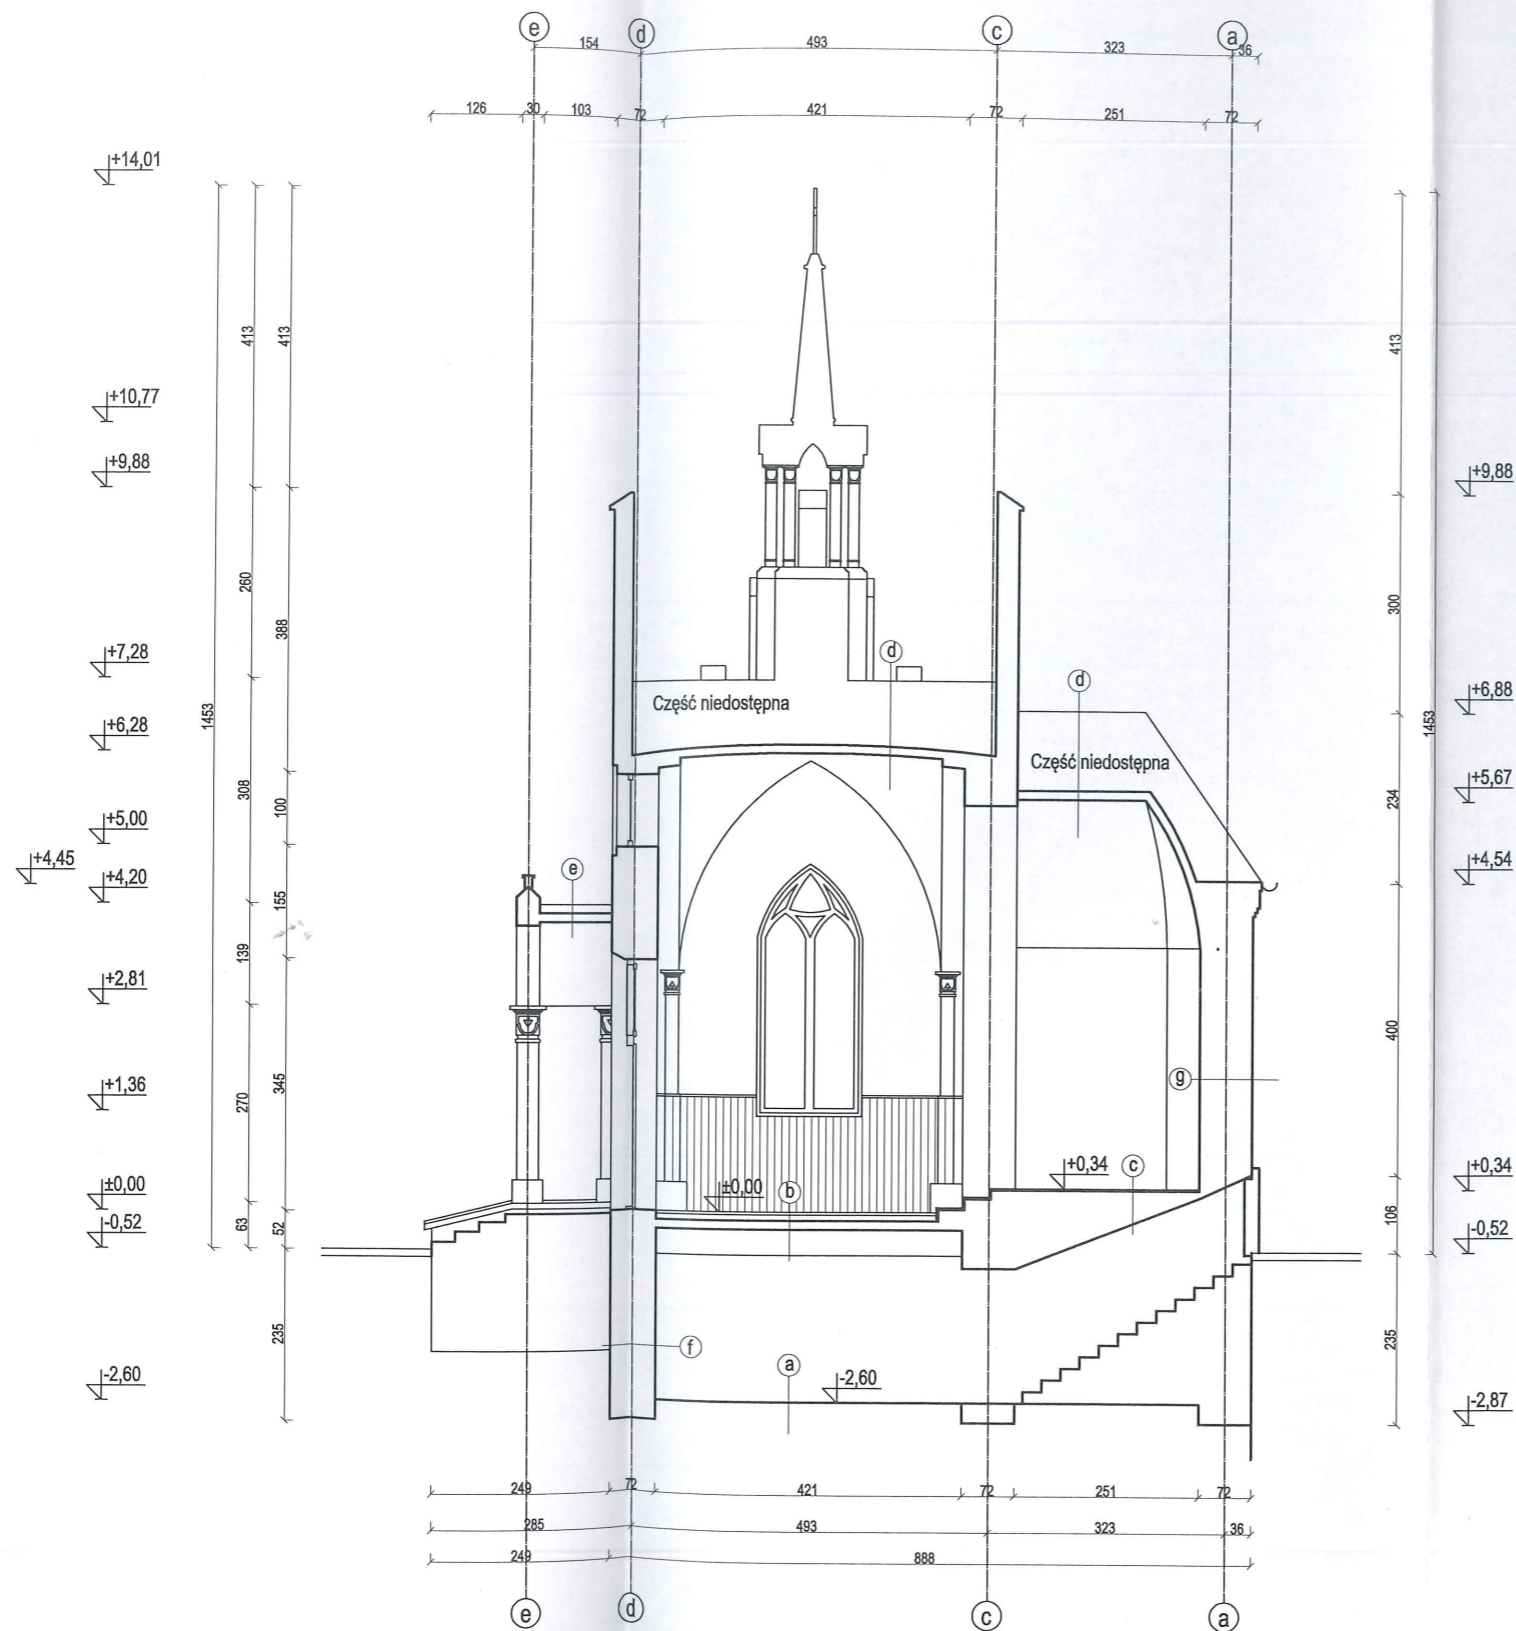 e d c a
154 493 323 36
126 30 103 72 421 72 251 72
+14,01
+10,77
+9,88
+7,28
+6,28
+5,00
+4,45
+4,20
+2,81
+1,36
±0,00
-0,52
-2,60
1453
413
260
308
139
270
63
413
388
100
155
345
52
235
d
Część niedostępna
d
Część niedostępna
e
g
±0,00
b
+0,34
c
f
a
-2,60
413
300
234
400
106
235
1453
+9,88
+6,88
+5,67
+4,54
+0,34
-0,52
-2,87
249 72 421 72 251 72
285 493 323 36
249 888
e d c a